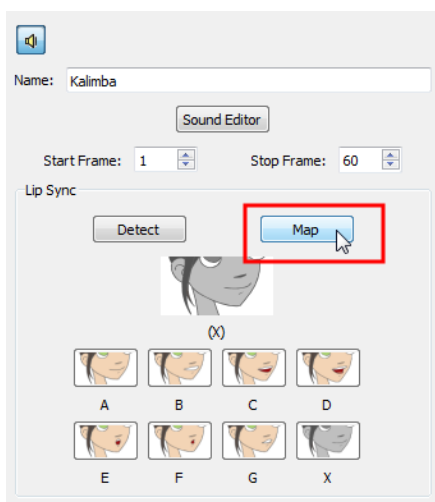 Name: Kalimba
Sound Editor
Start Frame: 1 Stop Frame: 60
Lip Sync
Detect Map
(X)
A B C D
E F G X